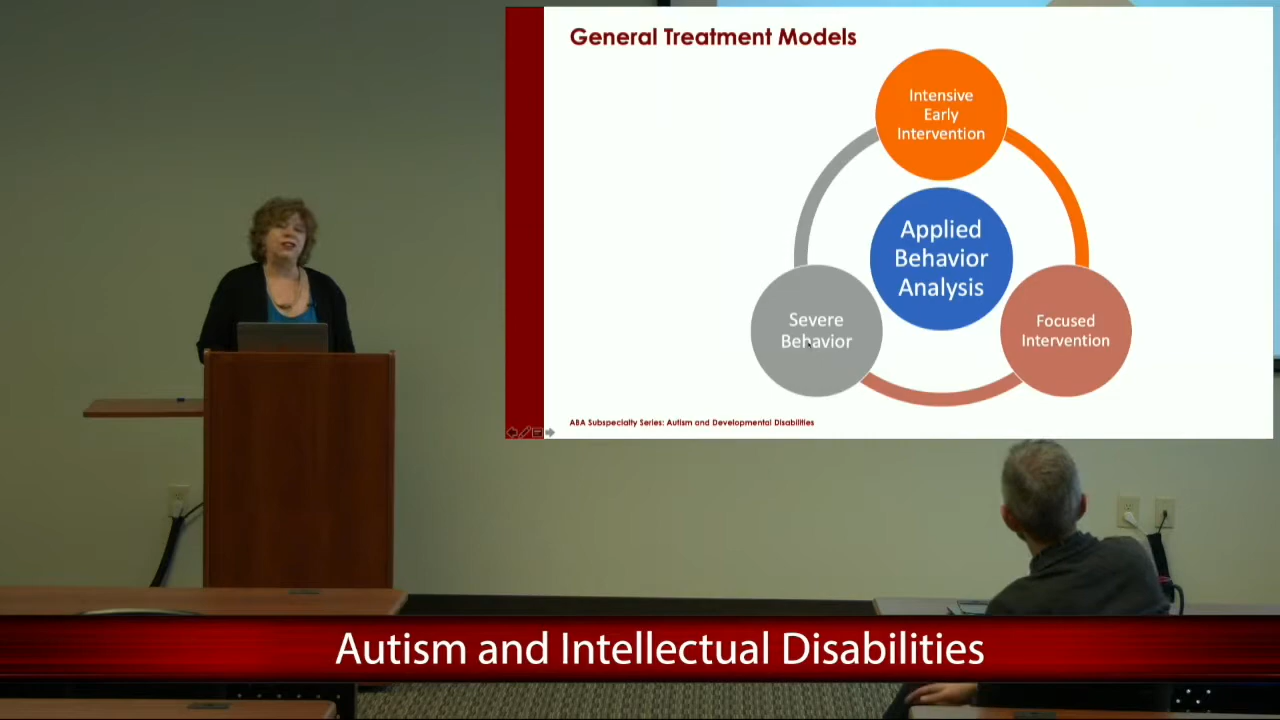 General Treatment Models
Intensive
Early
Intervention
Applied
Behavior
Analysis
Severe
Behavior
Focused
Intervention
ABA Subspecialty Series: Autism and Developmental Disabilities
Autism and Intellectual Disabilities